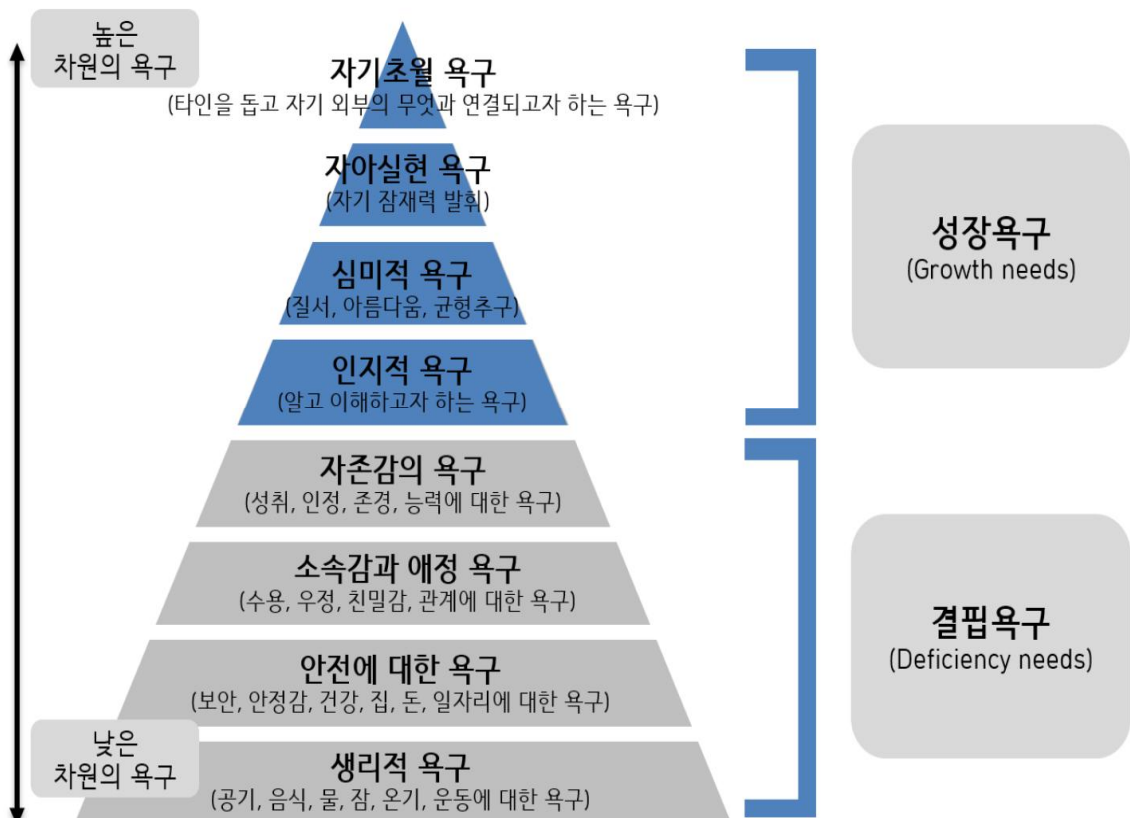 높은
차원의 욕구
자기초월 욕구
(타인을 돕고 자기 외부의 무엇과 연결되고자 하는 욕구)
자아실현 욕구
(자기 잠재력 발휘)
심미적 욕구
(질서, 아름다움, 균형추구)
인지적 욕구
(알고 이해하고자 하는 욕구)
성장욕구
(Growth needs)
자존감의 욕구
(성취, 인정, 존경, 능력에 대한 욕구)
소속감과 애정 욕구
(수용, 우정, 친밀감, 관계에 대한 욕구)
안전에 대한 욕구
(보안, 안정감, 건강, 집, 돈, 일자리에 대한 욕구)
생리적 욕구
(공기, 음식, 물, 잠, 온기, 운동에 대한 욕구)
결핍욕구
(Deficiency needs)
낮은
차원의 욕구